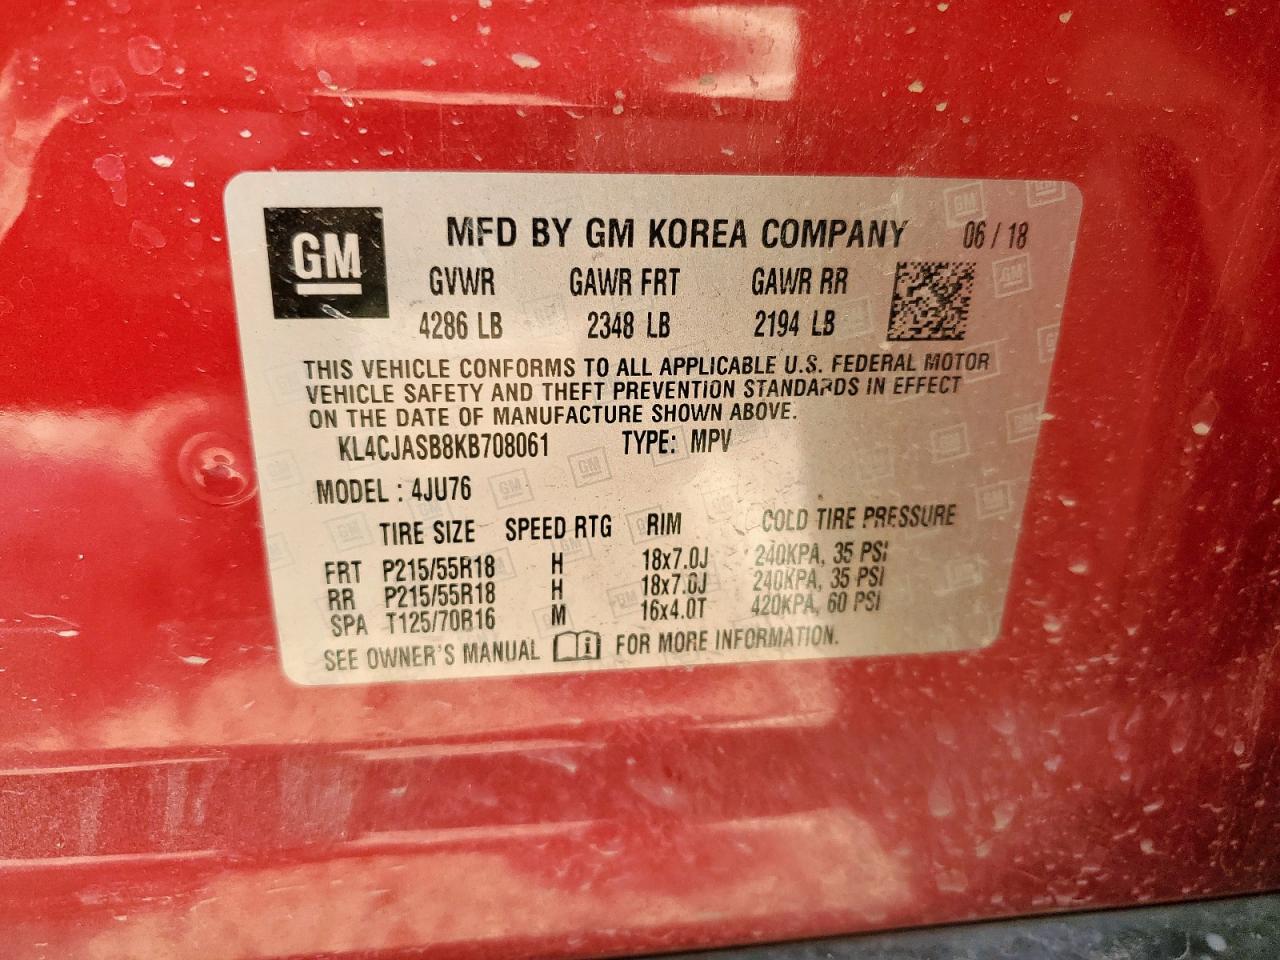 GM
MFD BY GM KOREA COMPANY 06 / 18
GVWR GAWR FRT GAWR RR
4286 LB 2348 LB 2194 LB
THIS VEHICLE CONFORMS TO ALL APPLICABLE U.S. FEDERAL MOTOR
VEHICLE SAFETY AND THEFT PREVENTION STANDARDS IN EFFECT
ON THE DATE OF MANUFACTURE SHOWN ABOVE.
KL4CJASB8KB708061 TYPE: MPV
MODEL : 4JU76
TIRE SIZE SPEED RTG RIM COLD TIRE PRESSURE
FRT P215/55R18 H 18x7.0J 240KPA, 35 PSI
RR P215/55R18 H 18x7.0J 240KPA, 35 PSI
SPA T125/70R16 M 16x4.0T 420KPA, 60 PSI
SEE OWNER'S MANUAL i FOR MORE INFORMATION.